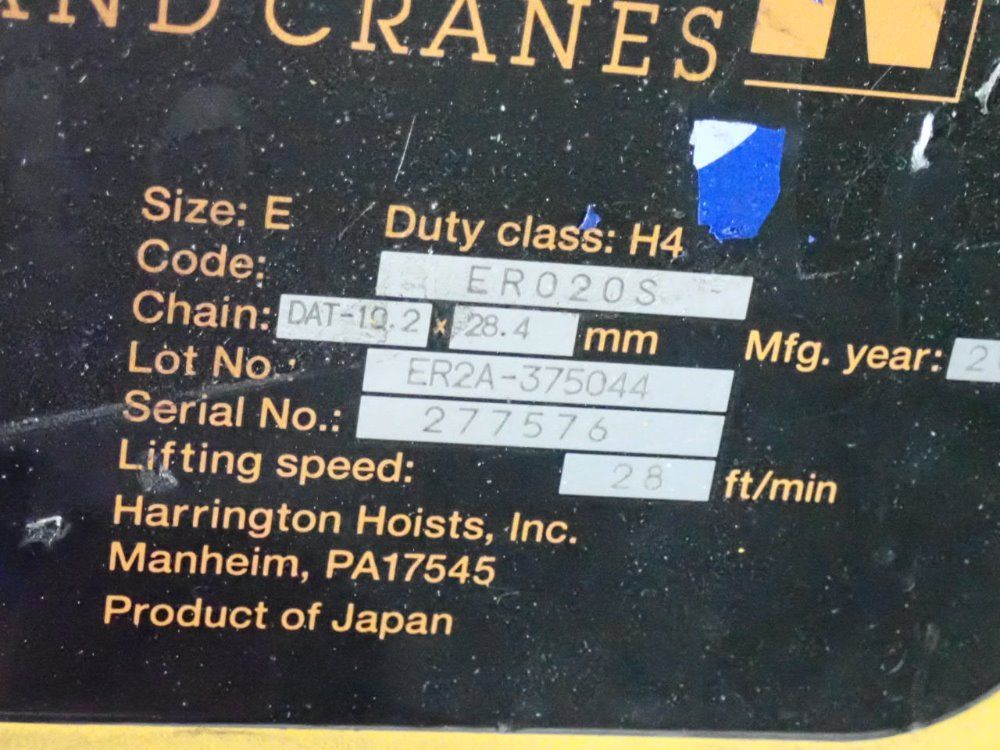 AND CRANES
Size: E Duty class: H4
Code: ER020S
Chain: DAT-10.2 x 28.4 mm Mfg. year: 2
Lot No. ER2A-375044
Serial No.: 277576
Lifting speed: 28 ft/min
Harrington Hoists, Inc.
Manheim, PA17545
Product of Japan